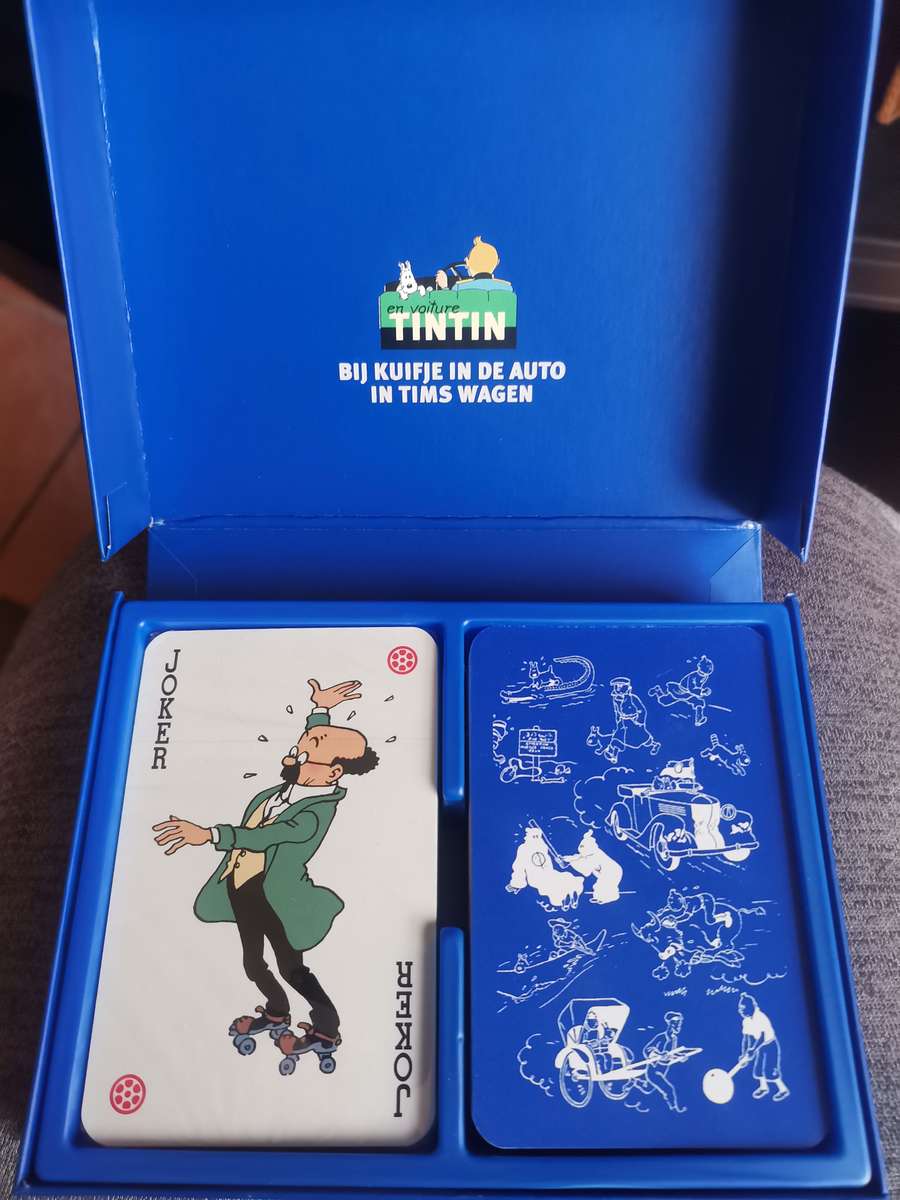 en voiture
TINTIN
BIJ KUIFJE IN DE AUTO
IN TIMS WAGEN
JOKER
JOKER